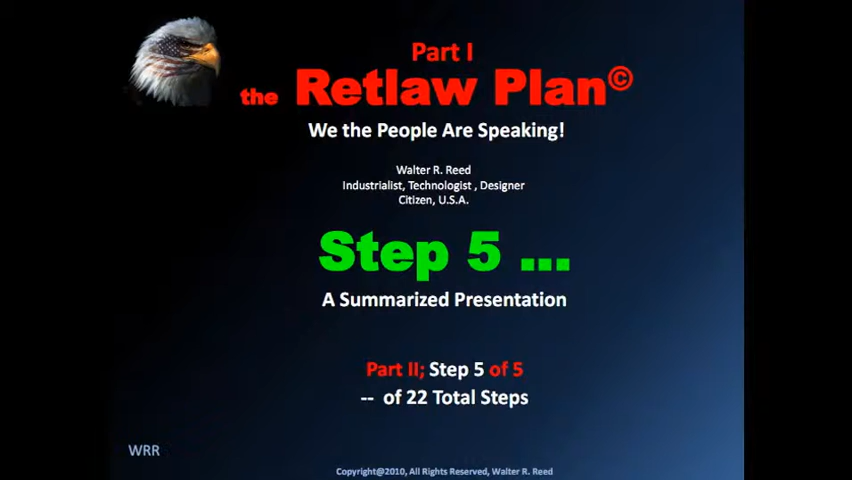 Part I
the Retlaw Plan©
We the People Are Speaking!
Walter R. Reed
Industrialist, Technologist , Designer
Citizen, U.S.A.
Step 5 ...
A Summarized Presentation
Part II; Step 5 of 5
-- of 22 Total Steps
WRR
Copyright@2010, All Rights Reserved, Walter R. Reed